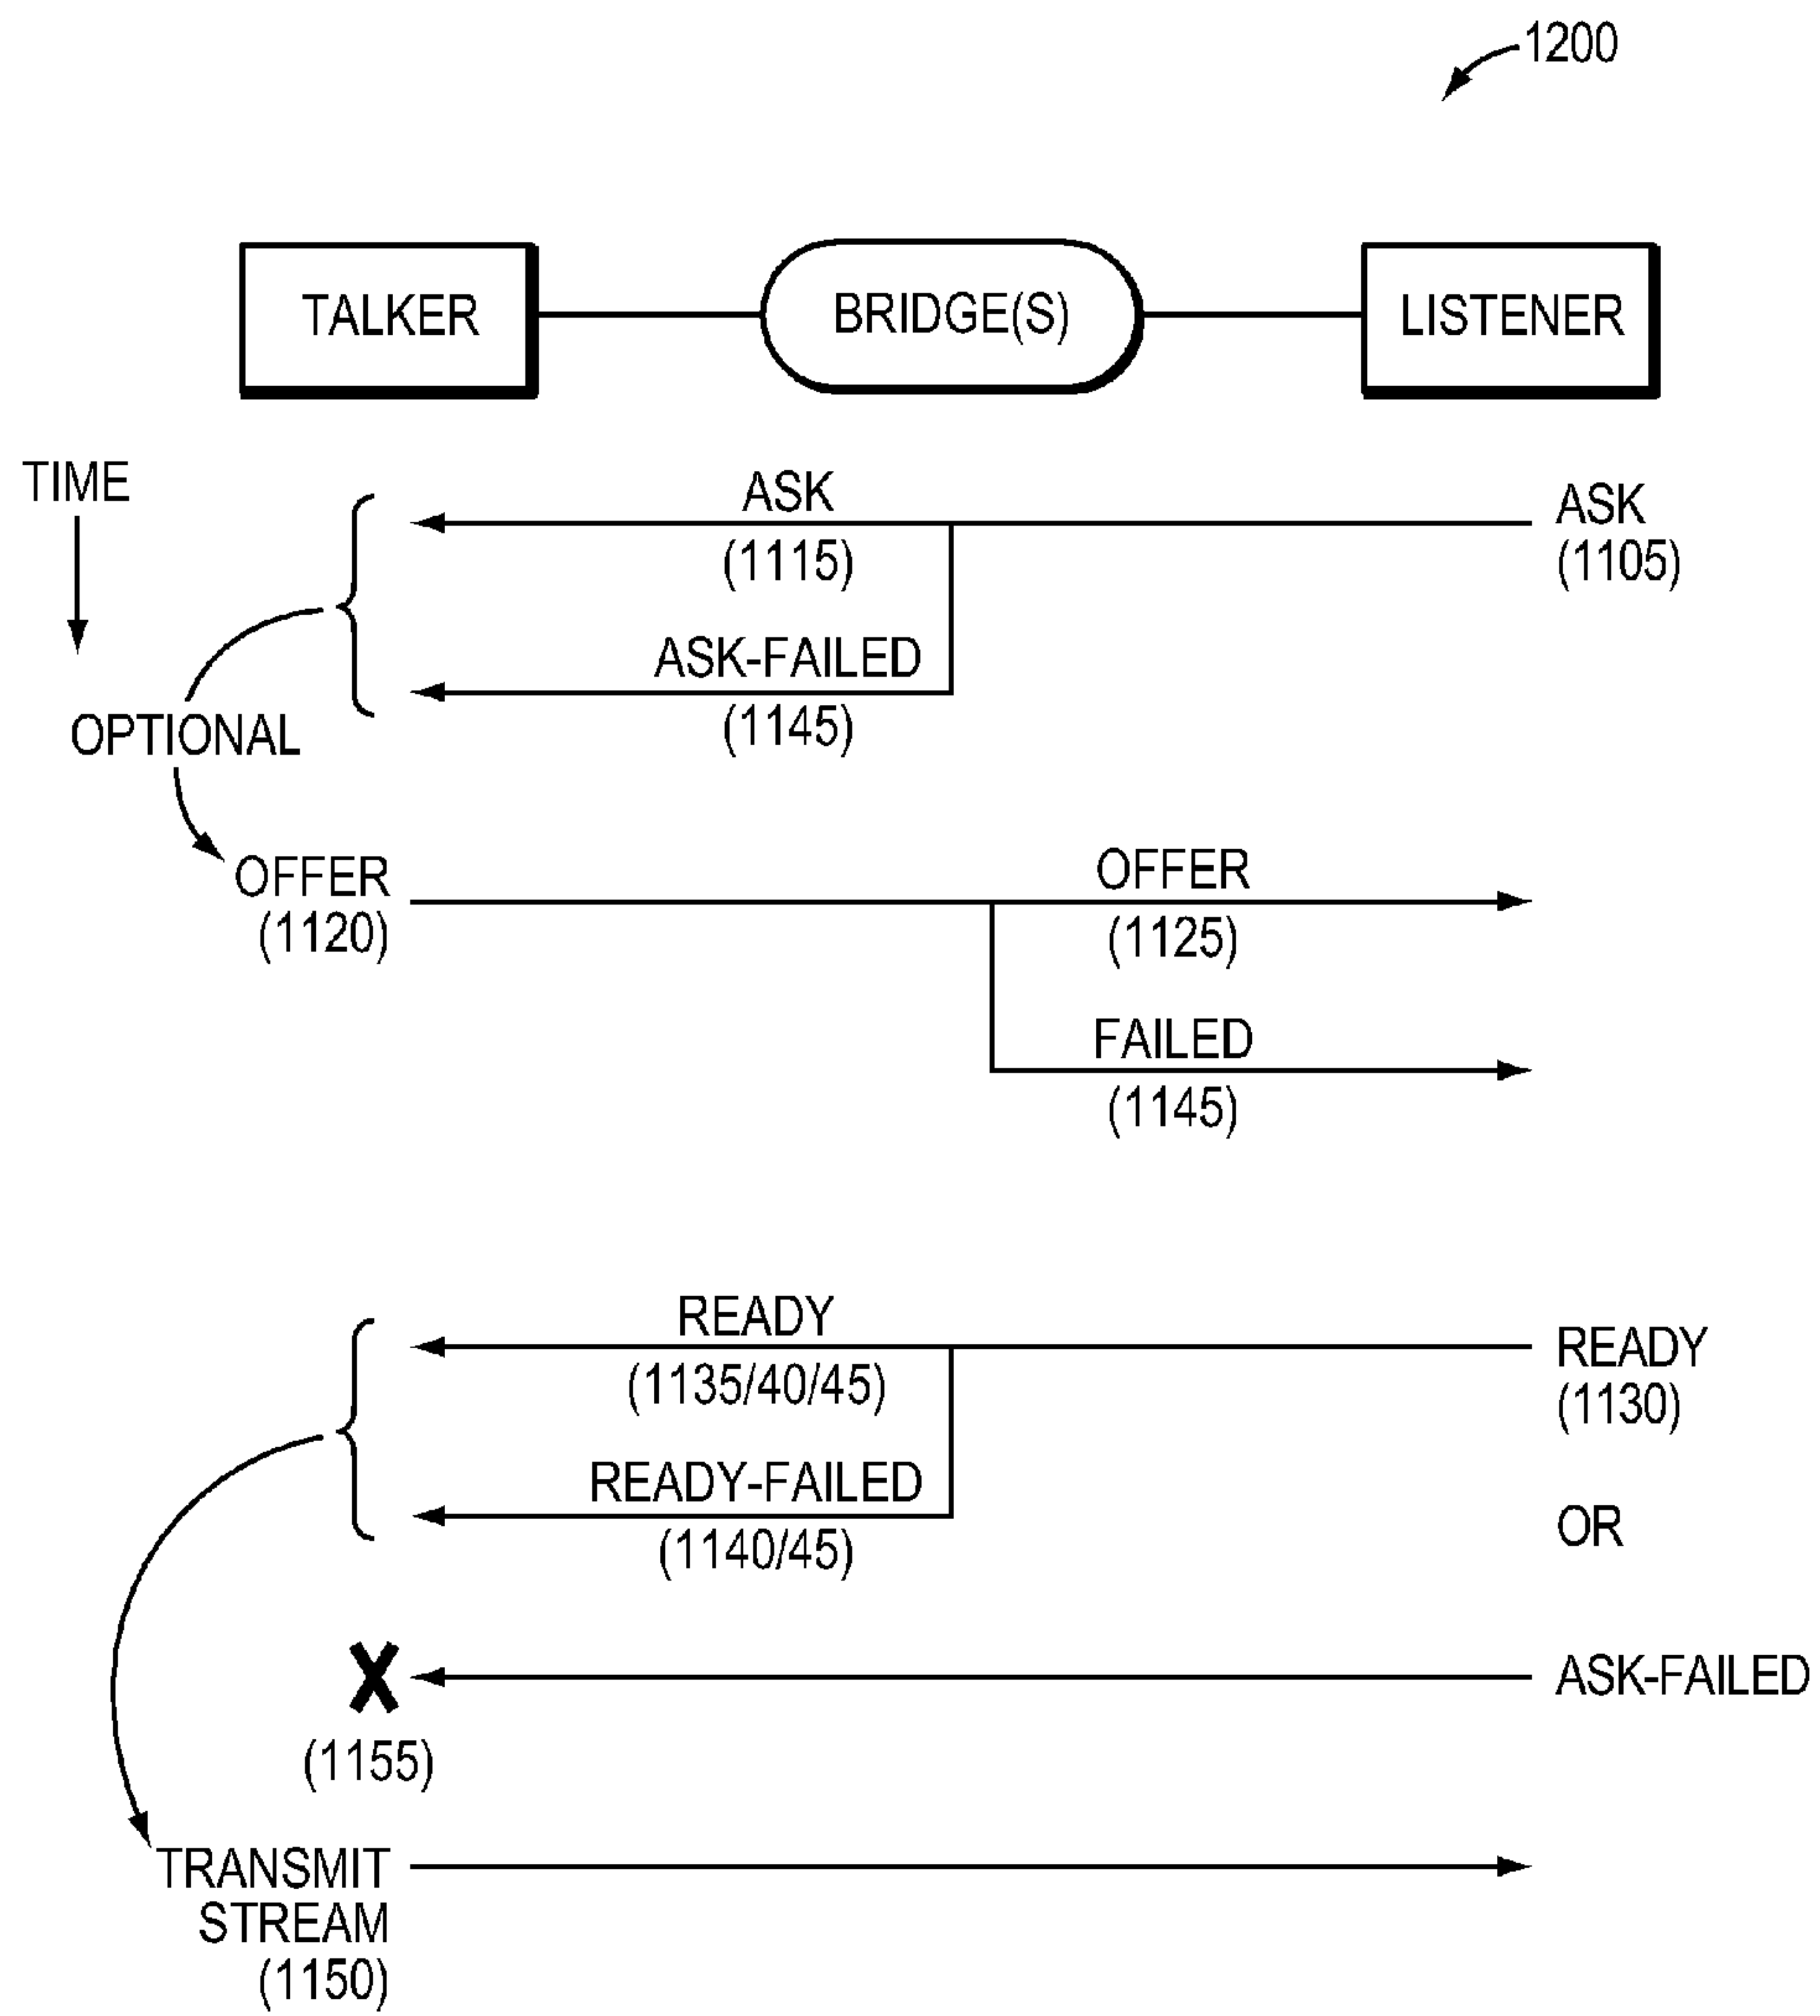 1200
TALKER
BRIDGE(S)
LISTENER
TIME
ASK
(1115)
ASK
(1105)
ASK-FAILED
(1145)
OPTIONAL
OFFER
(1120)
OFFER
(1125)
FAILED
(1145)
READY
(1135/40/45)
READY
(1130)
READY-FAILED
(1140/45)
OR
X
ASK-FAILED
(1155)
TRANSMIT
STREAM
(1150)